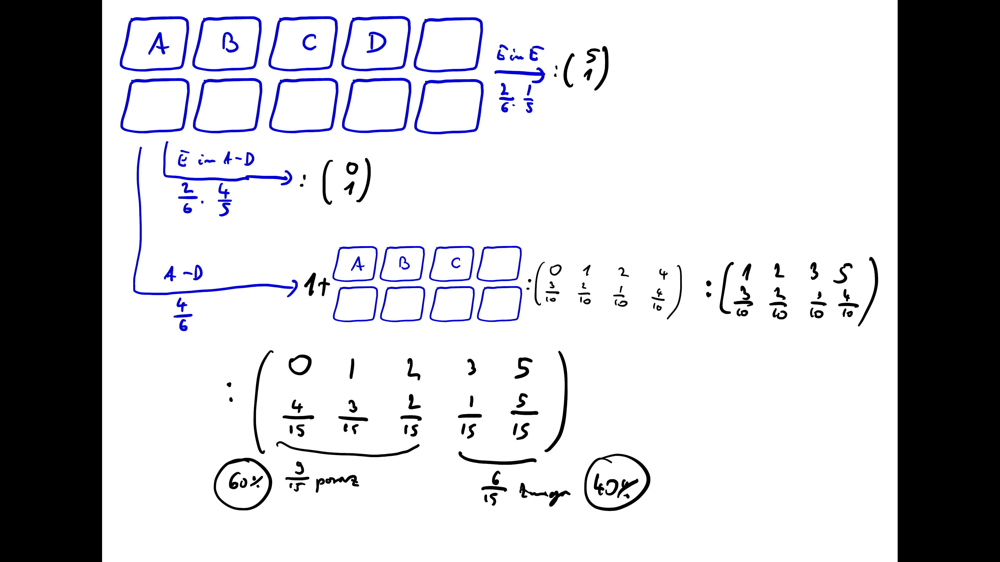 A B C D
E in E : ( 5
1 )
2/6 · 1/5
E in A-D
: ( 0
1 )
2/6 · 4/5
A-D
4/6
1+ A B C : ( 0 1 2 4
3/10 2/10 1/10 4/10 )
: ( 1 2 3 5
3/10 2/10 1/10 4/10 )
: ( 0 1 2 3 5
4/15 3/15 2/15 1/15 5/15 )
60% 9/15
6/15 40%